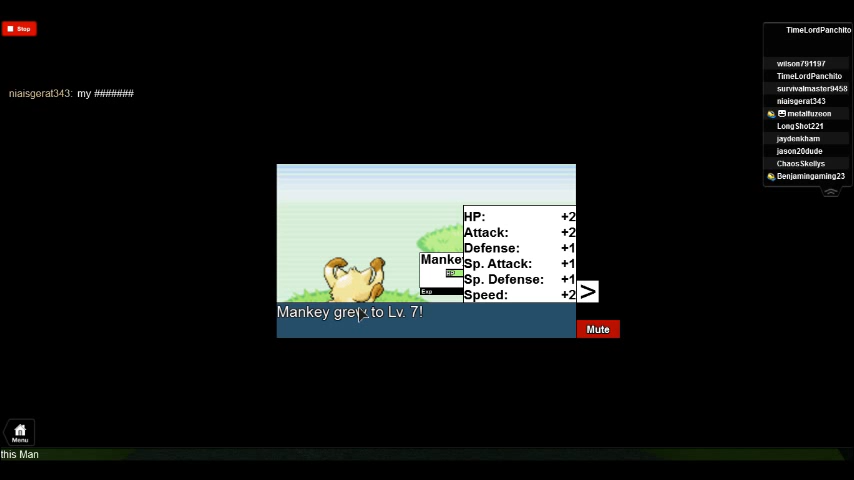 Stop
TimeLordPanchito
wilson791197
TimeLordPanchito
survivalmaster9458
niaisgerat343
metalfuzeon
LongShot221
jaydenkham
jason20dude
ChaosSkellys
Benjamingaming23
niaisgerat343: my #######
HP: +2
Attack: +2
Defense: +1
Sp. Attack: +1
Sp. Defense: +1
Speed: +2
Manke
HP
Exp
>
Mankey grew to Lv. 7!
Mute
Menu
this Man